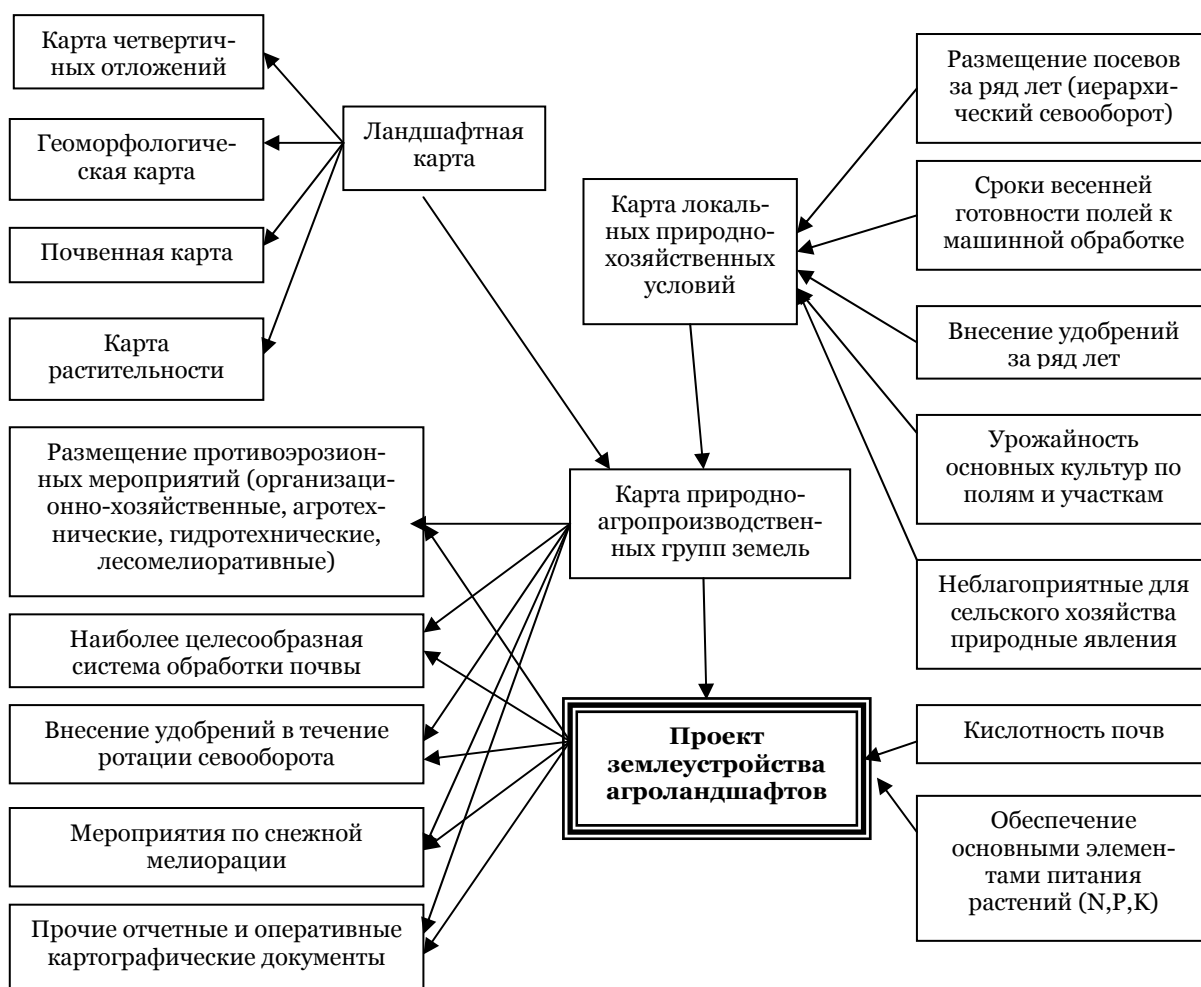 Карта четвертич-
ных отложений
Геоморфологиче-
ская карта
Почвенная карта
Карта
растительности
Ландшафтная
карта
Карта локаль-
ных природно-
хозяйственных
условий
Размещение посевов
за ряд лет (иерархи-
ческий севооборот)
Сроки весенней
готовности полей к
машинной обработке
Внесение удобрений
за ряд лет
Урожайность
основных культур по
полям и участкам
Неблагоприятные для
сельского хозяйства
природные явления
Размещение противоэрозион-
ных мероприятий (организаци-
онно-хозяйственные, агротех-
нические, гидротехнические,
лесомелиоративные)
Карта природно-
агропроизводствен-
ных групп земель
Наиболее целесообразная
система обработки почвы
Внесение удобрений в течение
ротации севооборота
Мероприятия по снежной
мелиорации
Прочие отчетные и оперативные
картографические документы
Проект
землеустройства
агроландшафтов
Кислотность почв
Обеспечение
основными элемен-
тами питания
растений (N,P,K)